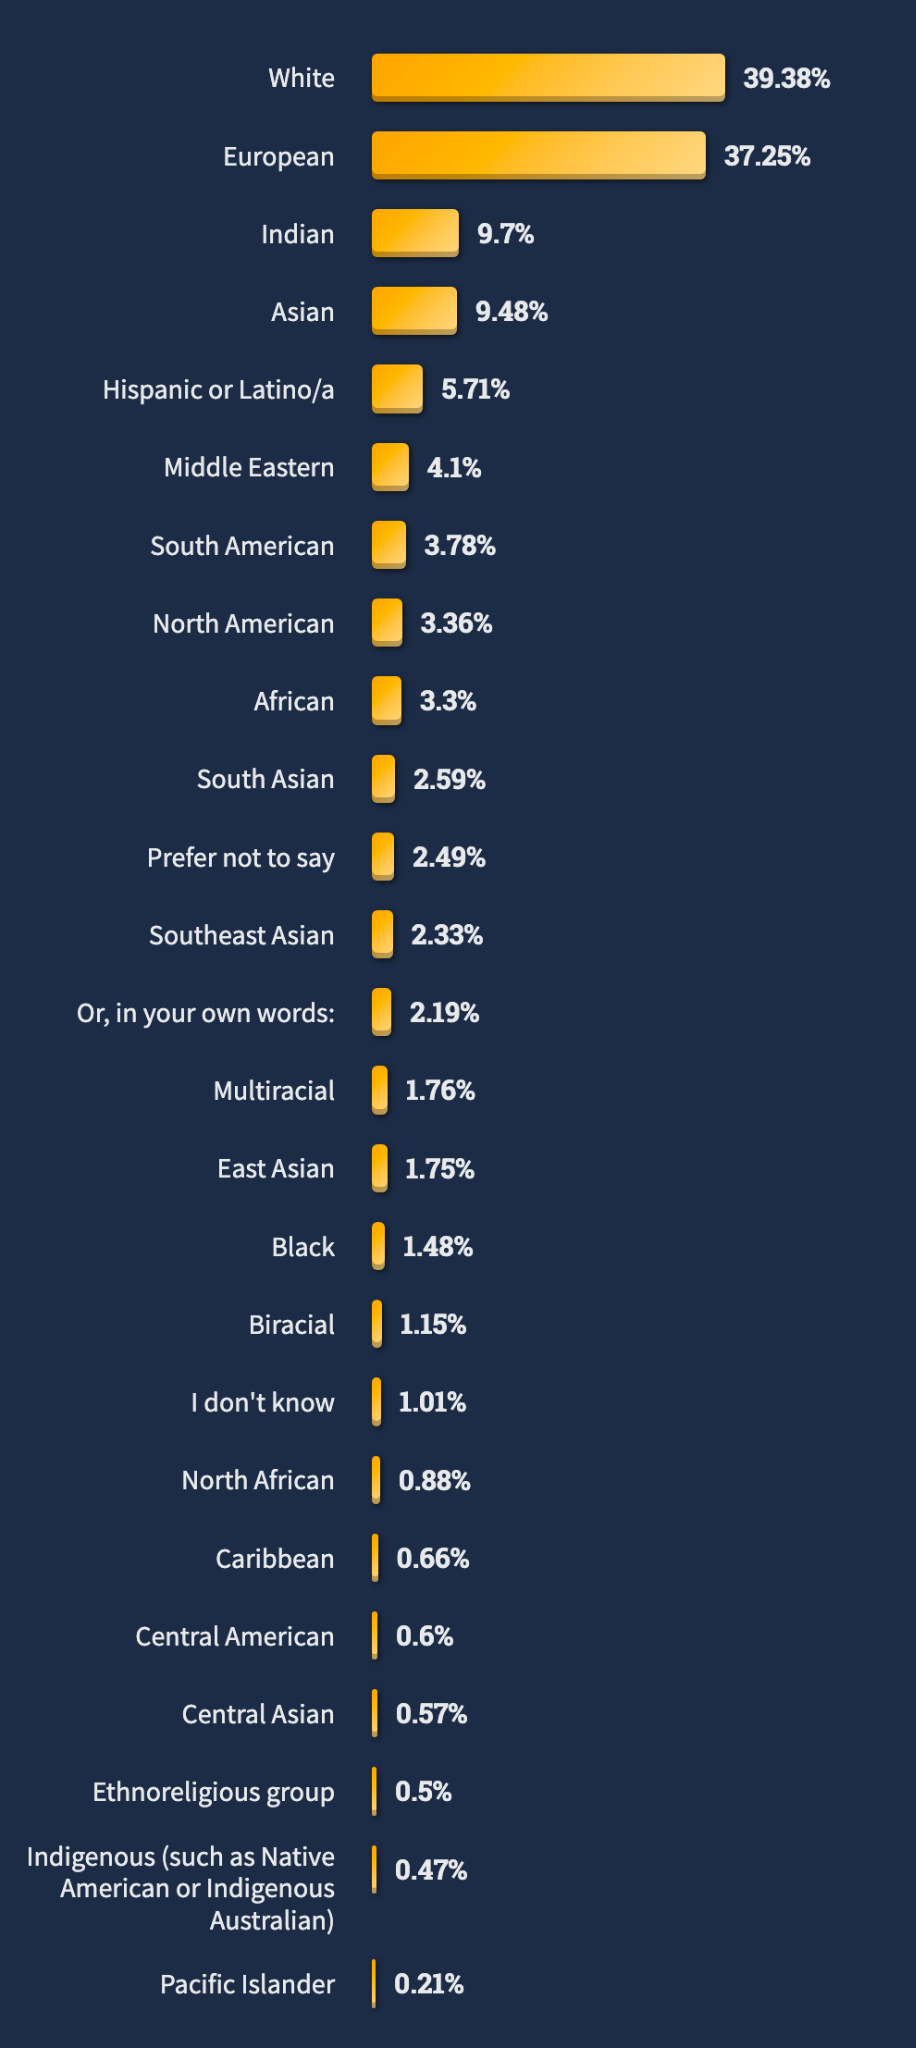 White 39.38%
European 37.25%
Indian 9.7%
Asian 9.48%
Hispanic or Latino/a 5.71%
Middle Eastern 4.1%
South American 3.78%
North American 3.36%
African 3.3%
South Asian 2.59%
Prefer not to say 2.49%
Southeast Asian 2.33%
Or, in your own words: 2.19%
Multiracial 1.76%
East Asian 1.75%
Black 1.48%
Biracial 1.15%
I don't know 1.01%
North African 0.88%
Caribbean 0.66%
Central American 0.6%
Central Asian 0.57%
Ethnoreligious group 0.5%
Indigenous (such as Native 0.47%
American or Indigenous
Australian)
Pacific Islander 0.21%